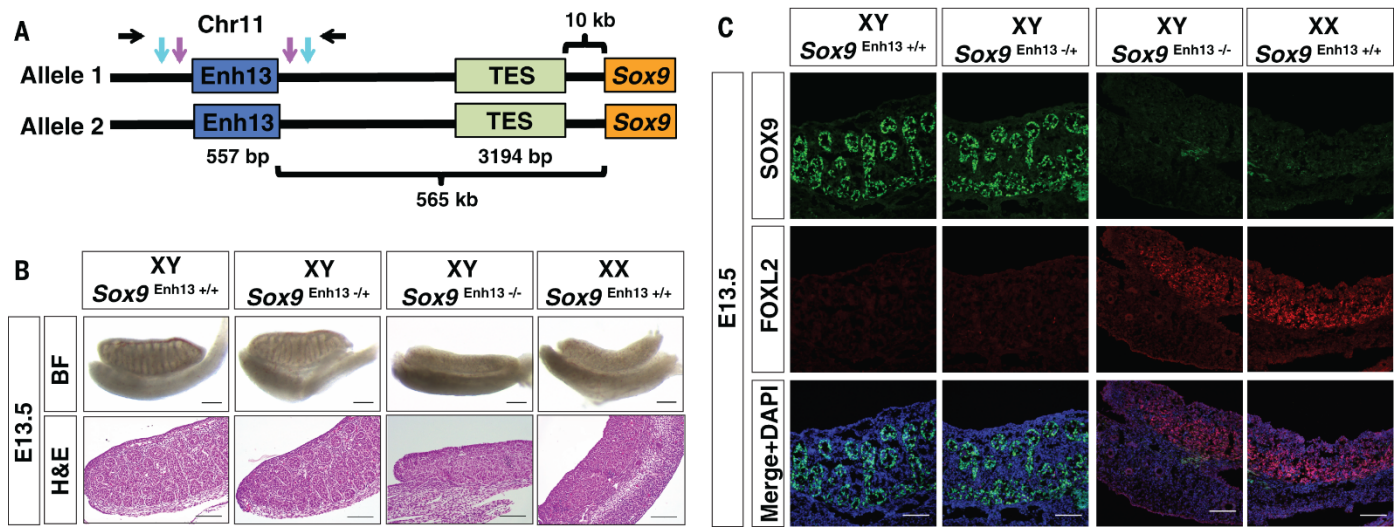 A
Chr11
10 kb
Allele 1
Enh13
TES
Sox9
Allele 2
Enh13
TES
Sox9
557 bp
3194 bp
565 kb
B
XY
Sox9 Enh13 +/+
XY
Sox9 Enh13 -/+
XY
Sox9 Enh13 -/-
XX
Sox9 Enh13 +/+
E13.5
BF
H&E
C
XY
Sox9 Enh13 +/+
XY
Sox9 Enh13 -/+
XY
Sox9 Enh13 -/-
XX
Sox9 Enh13 +/+
E13.5
SOX9
FOXL2
Merge+DAPI